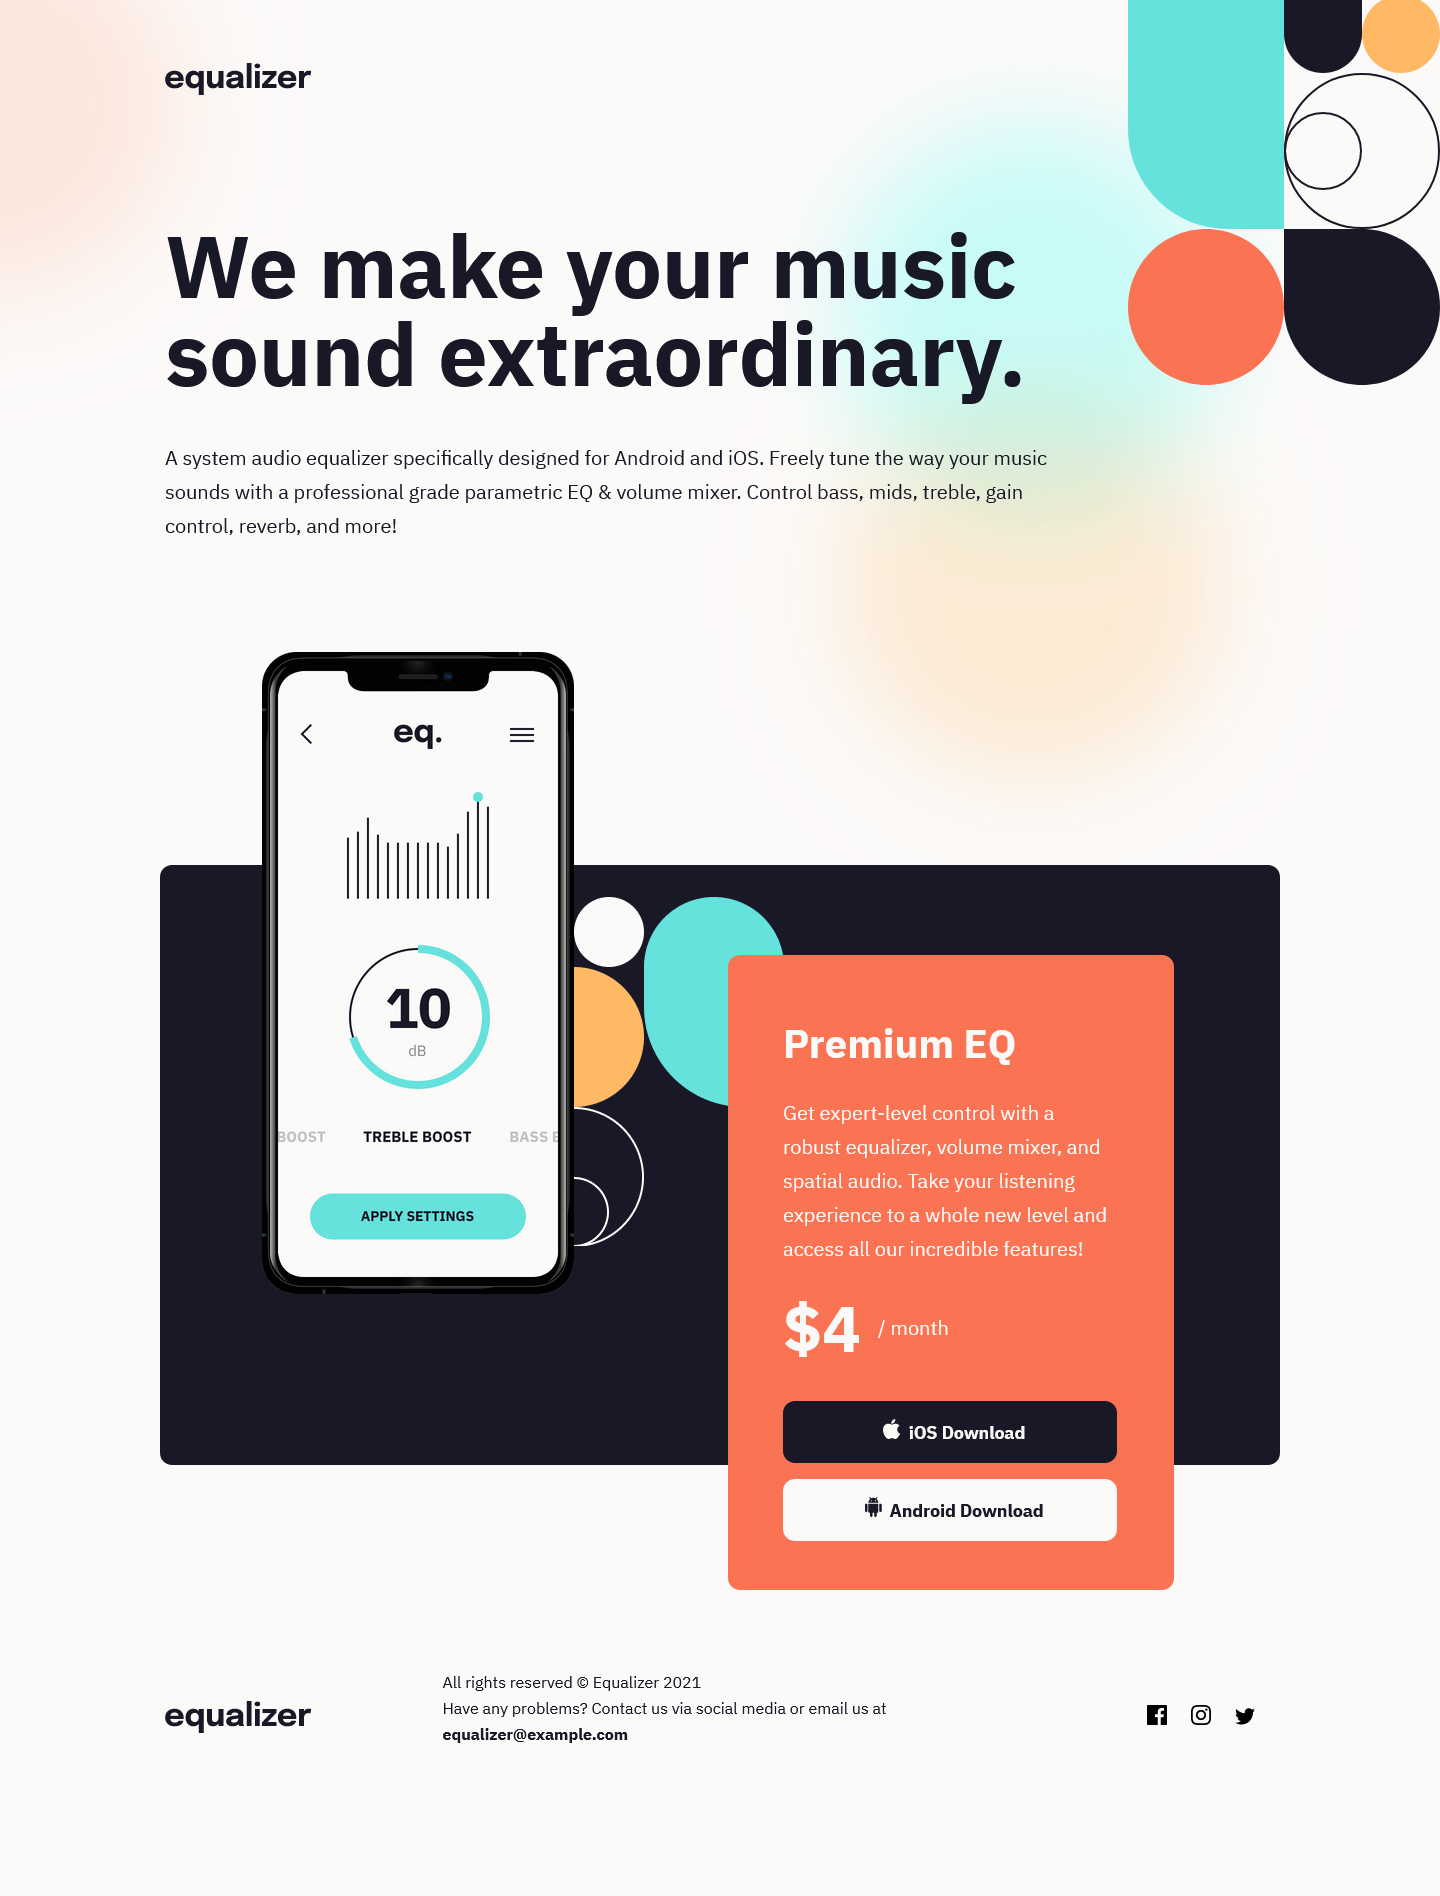 equalizer
We make your music
sound extraordinary.
A system audio equalizer specifically designed for Android and iOS. Freely tune the way your music
sounds with a professional grade parametric EQ & volume mixer. Control bass, mids, treble, gain
control, reverb, and more!
eq.
10
dB
BOOST TREBLE BOOST BASS B
APPLY SETTINGS
Premium EQ
Get expert-level control with a
robust equalizer, volume mixer, and
spatial audio. Take your listening
experience to a whole new level and
access all our incredible features!
$4 / month
iOS Download
Android Download
equalizer
All rights reserved © Equalizer 2021
Have any problems? Contact us via social media or email us at
equalizer@example.com